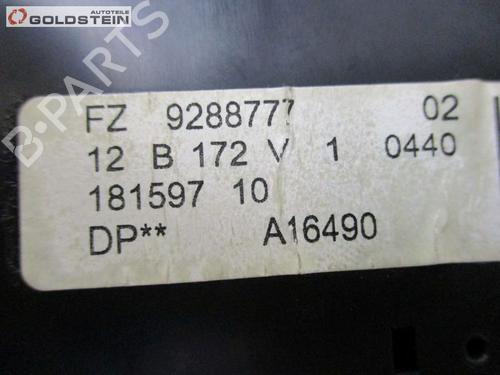 AUTOTEILE
GOLDSTEIN
B-PARTS
FZ 9288777 02
12 B 172 V 1 0440
181597 10
DP** A16490